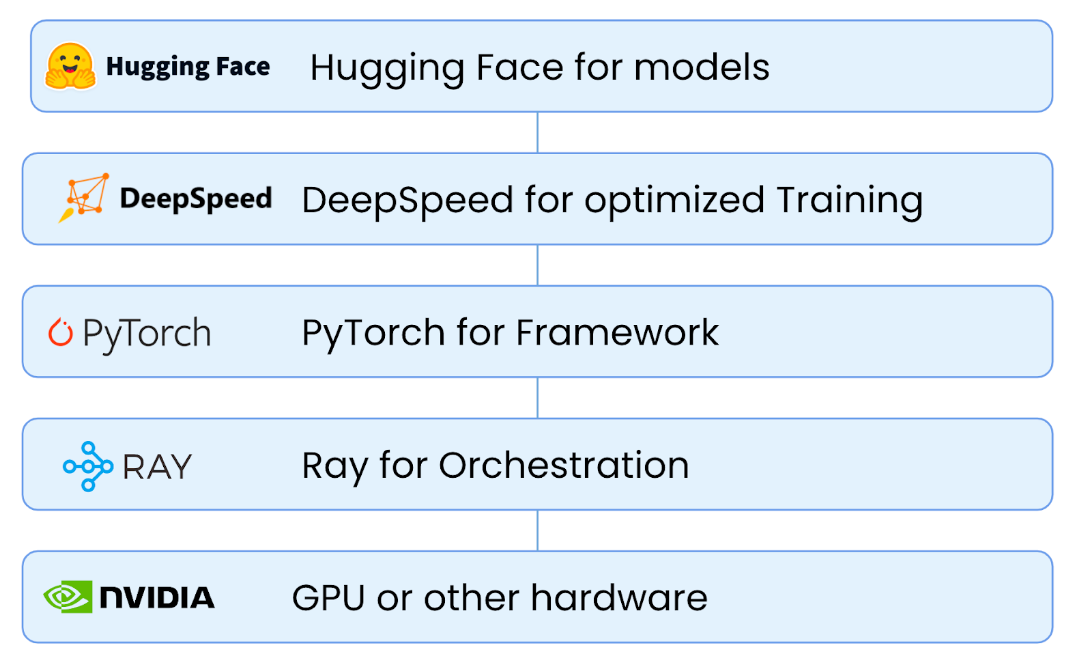 Hugging Face Hugging Face for models
DeepSpeed DeepSpeed for optimized Training
PyTorch PyTorch for Framework
RAY Ray for Orchestration
NVIDIA GPU or other hardware